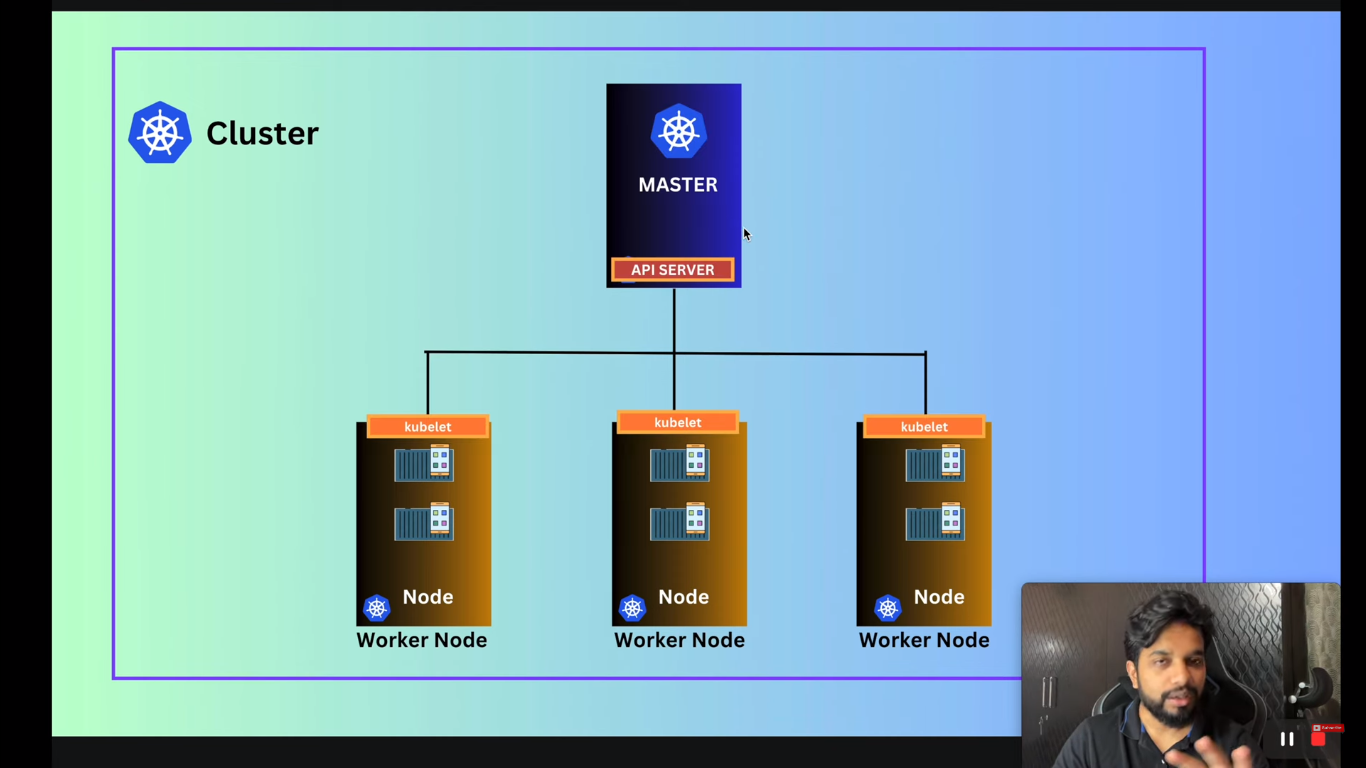 Cluster
MASTER
API SERVER
kubelet
kubelet
kubelet
Node
Node
Node
Worker Node
Worker Node
Worker Node